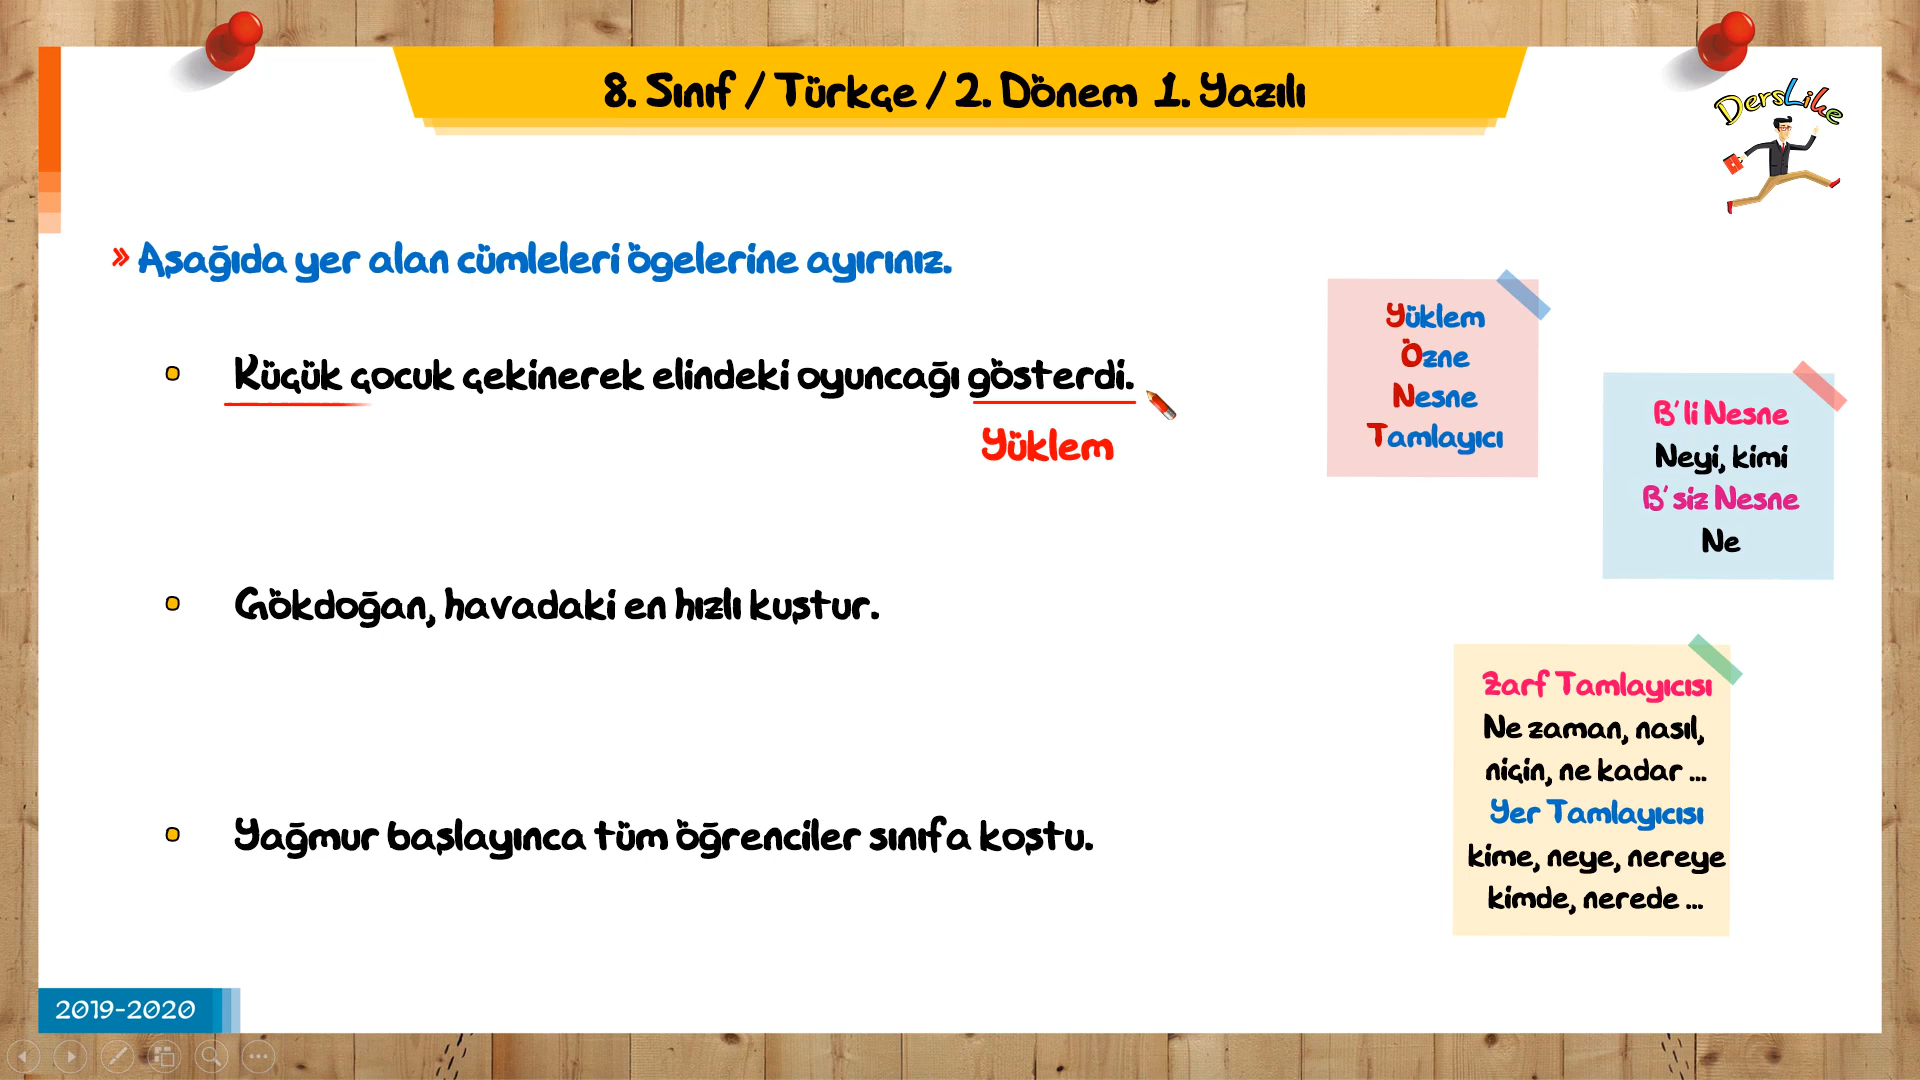 8. Sınıf / Türkçe / 2. Dönem 1. Yazılı
DersLike
» Aşağıda yer alan cümleleri ögelerine ayırınız.
Küçük çocuk çekinerek elindeki oyuncağı gösterdi.
Yüklem
Gökdoğan, havadaki en hızlı kuştur.
Yağmur başlayınca tüm öğrenciler sınıfa koştu.
Yüklem
Özne
Nesne
Tamlayıcı
B'li Nesne
Neyi, kimi
B'siz Nesne
Ne
Zarf Tamlayıcısı
Ne zaman, nasıl,
niçin, ne kadar ...
Yer Tamlayıcısı
kime, neye, nereye
kimde, nerede ...
2019-2020